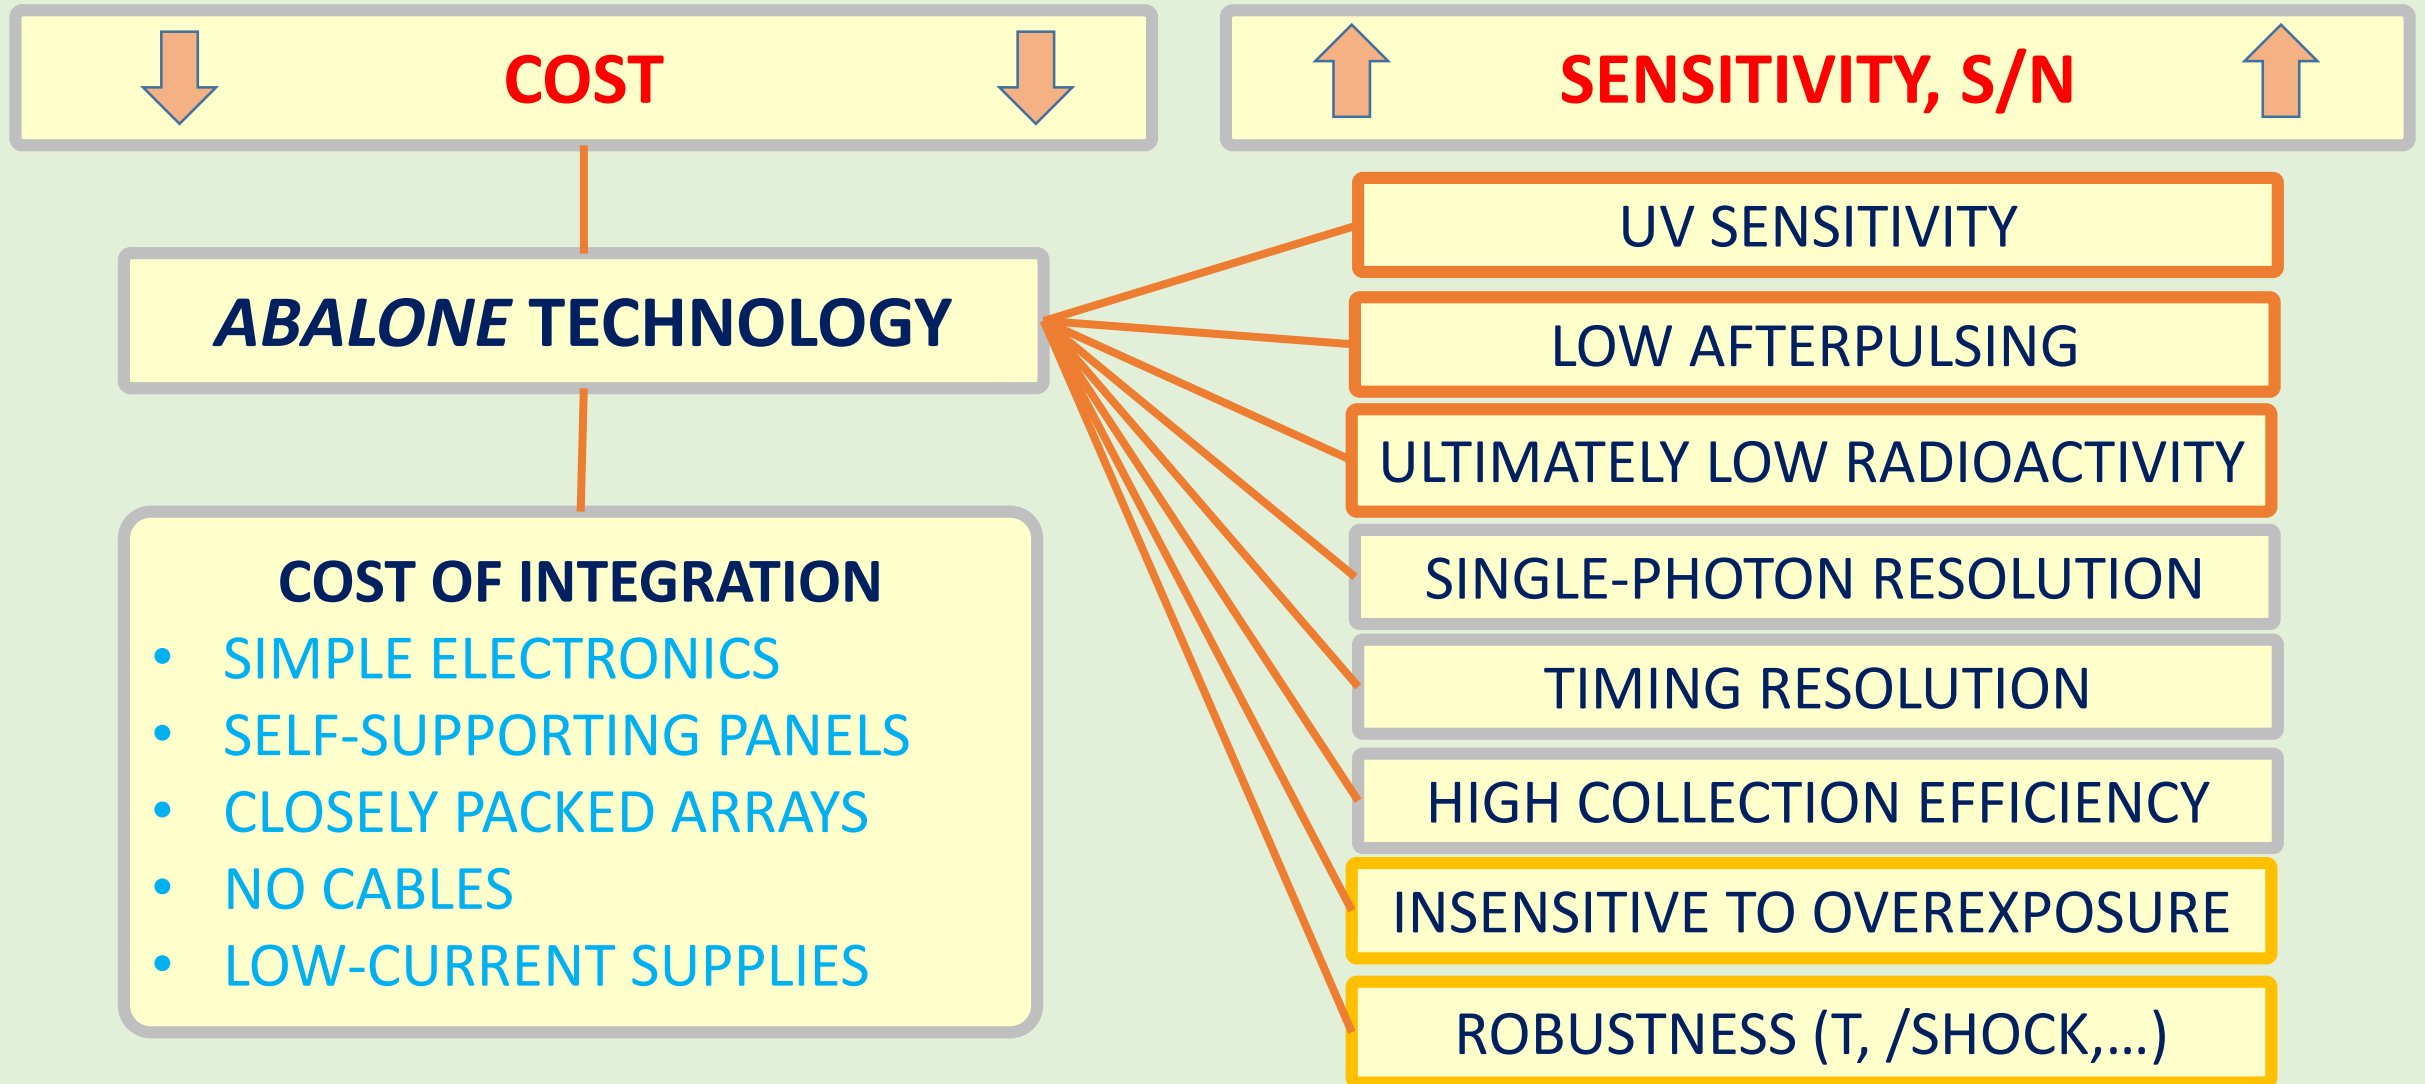 COST
SENSITIVITY, S/N
ABALONE TECHNOLOGY
COST OF INTEGRATION
• SIMPLE ELECTRONICS
• SELF-SUPPORTING PANELS
• CLOSELY PACKED ARRAYS
• NO CABLES
• LOW-CURRENT SUPPLIES
UV SENSITIVITY
LOW AFTERPULSING
ULTIMATELY LOW RADIOACTIVITY
SINGLE-PHOTON RESOLUTION
TIMING RESOLUTION
HIGH COLLECTION EFFICIENCY
INSENSITIVE TO OVEREXPOSURE
ROBUSTNESS (T, /SHOCK,...)